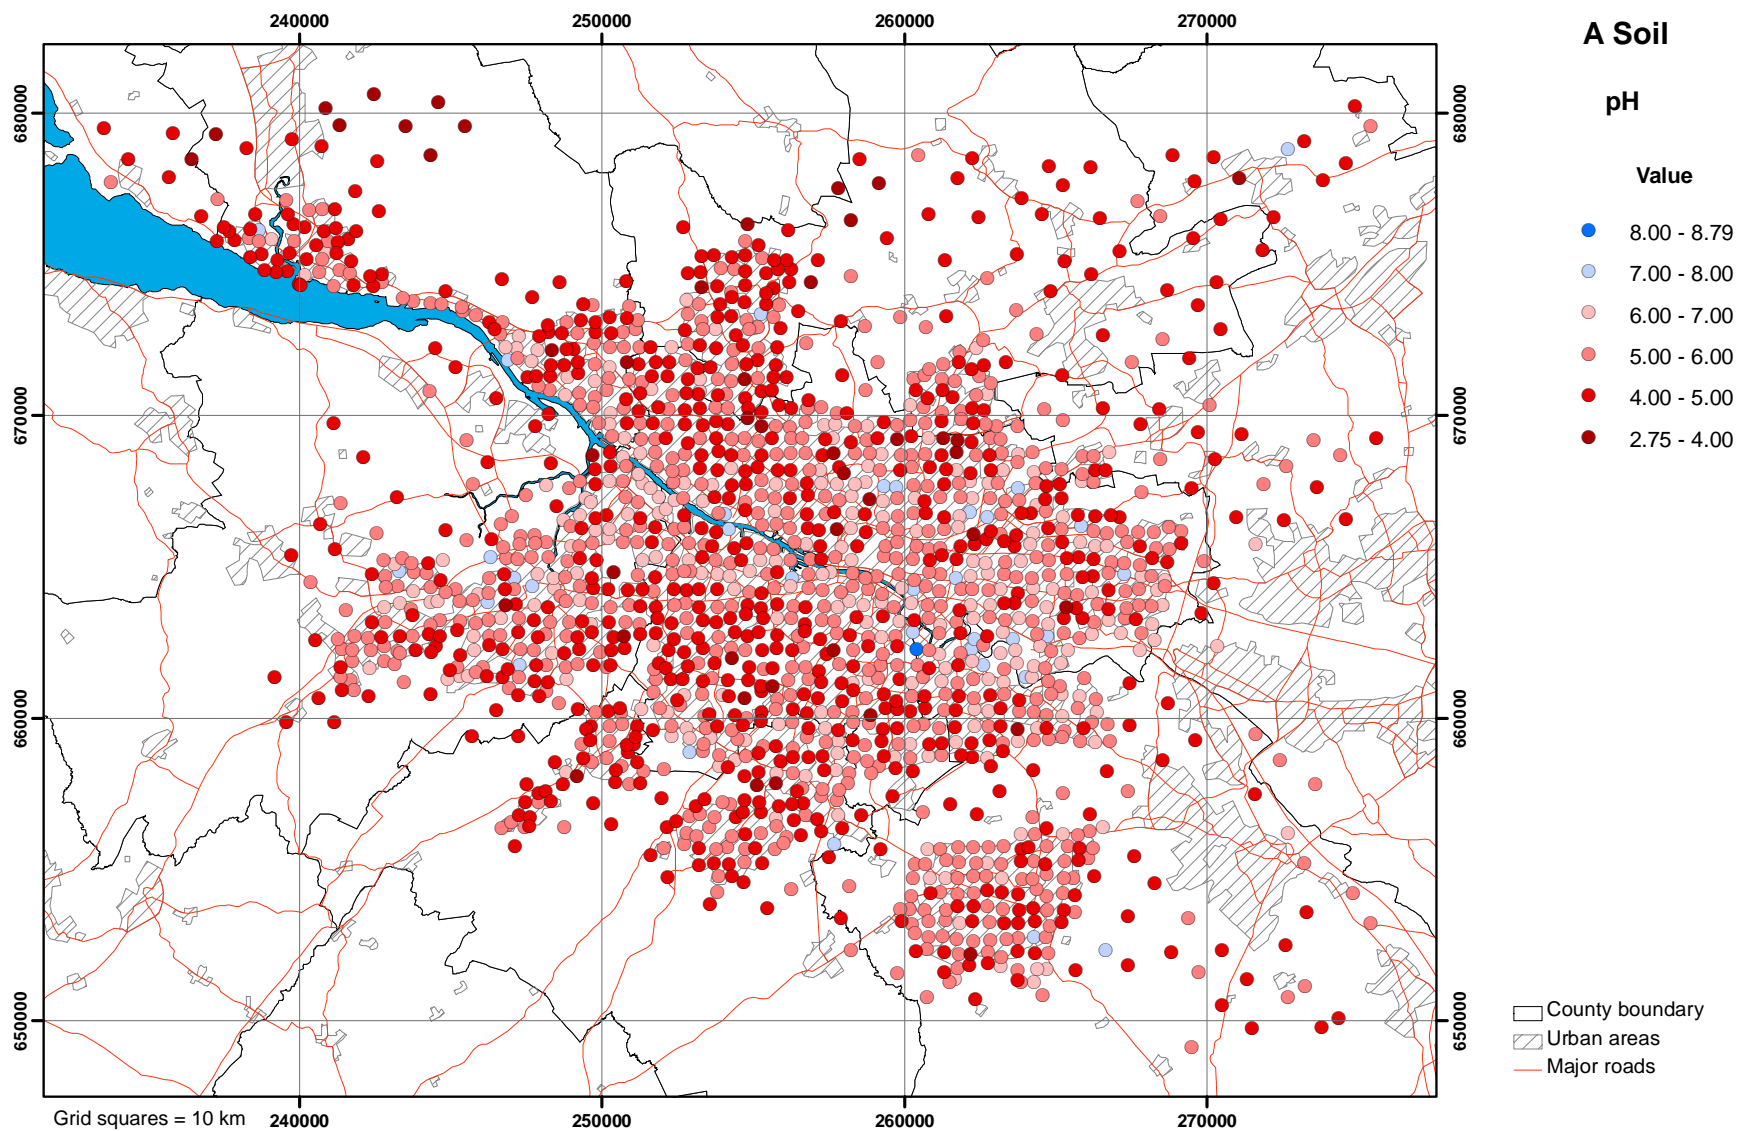 240000 250000 260000 270000
A Soil
pH
Value
8.00 - 8.79
7.00 - 8.00
6.00 - 7.00
5.00 - 6.00
4.00 - 5.00
2.75 - 4.00
680000 680000
670000 670000
660000 660000
650000 650000
County boundary
Urban areas
Major roads
Grid squares = 10 km
240000 250000 260000 270000